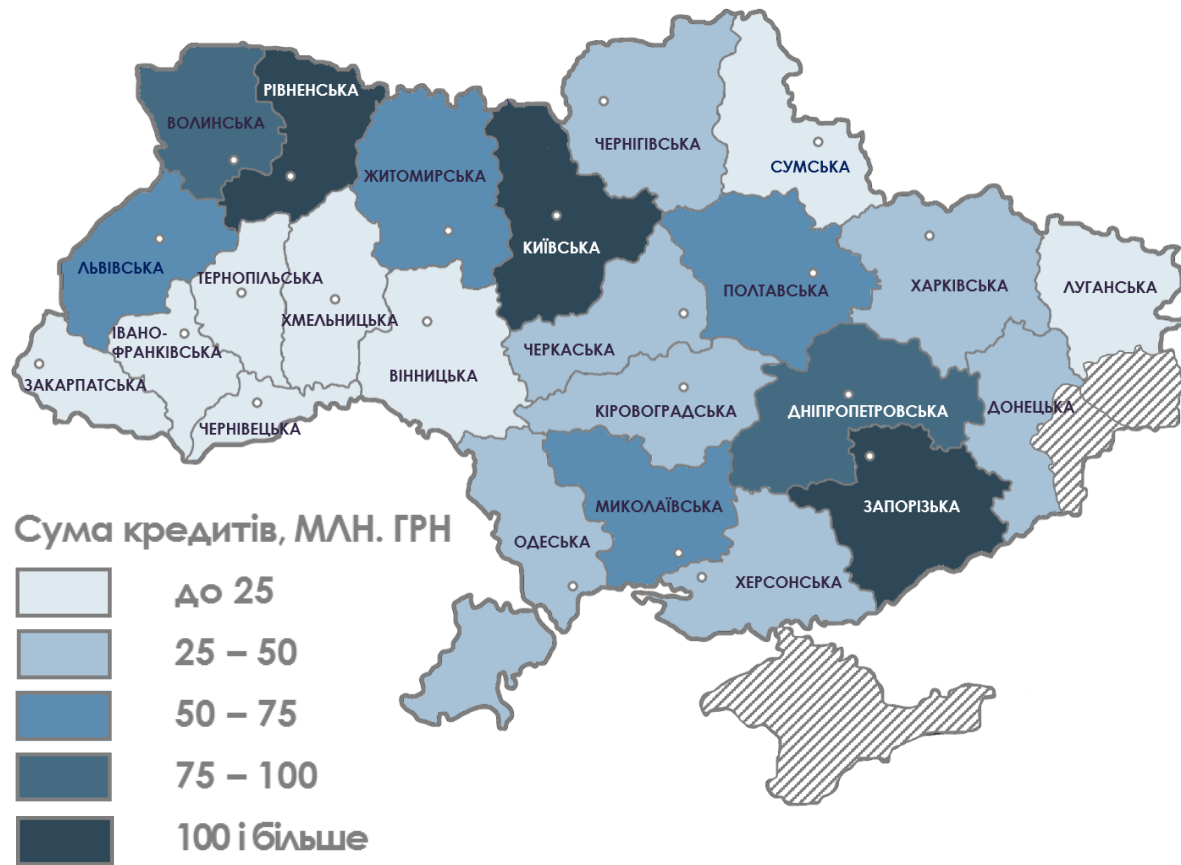 РІВНЕНСЬКА
ВОЛИНСЬКА
ЧЕРНІГІВСЬКА
СУМСЬКА
ЖИТОМИРСЬКА
КИЇВСЬКА
ЛЬВІВСЬКА
ТЕРНОПІЛЬСЬКА
ХМЕЛЬНИЦЬКА
ПОЛТАВСЬКА
ХАРКІВСЬКА
ЛУГАНСЬКА
ІВАНО-
ФРАНКІВСЬКА
ЧЕРКАСЬКА
ЗАКАРПАТСЬКА
ВІННИЦЬКА
ЧЕРНІВЕЦЬКА
КІРОВОГРАДСЬКА
ДНІПРОПЕТРОВСЬКА
ДОНЕЦЬКА
МИКОЛАЇВСЬКА
ЗАПОРІЗЬКА
ОДЕСЬКА
ХЕРСОНСЬКА
Сума кредитів, МЛН. ГРН
до 25
25 – 50
50 – 75
75 – 100
100 і більше